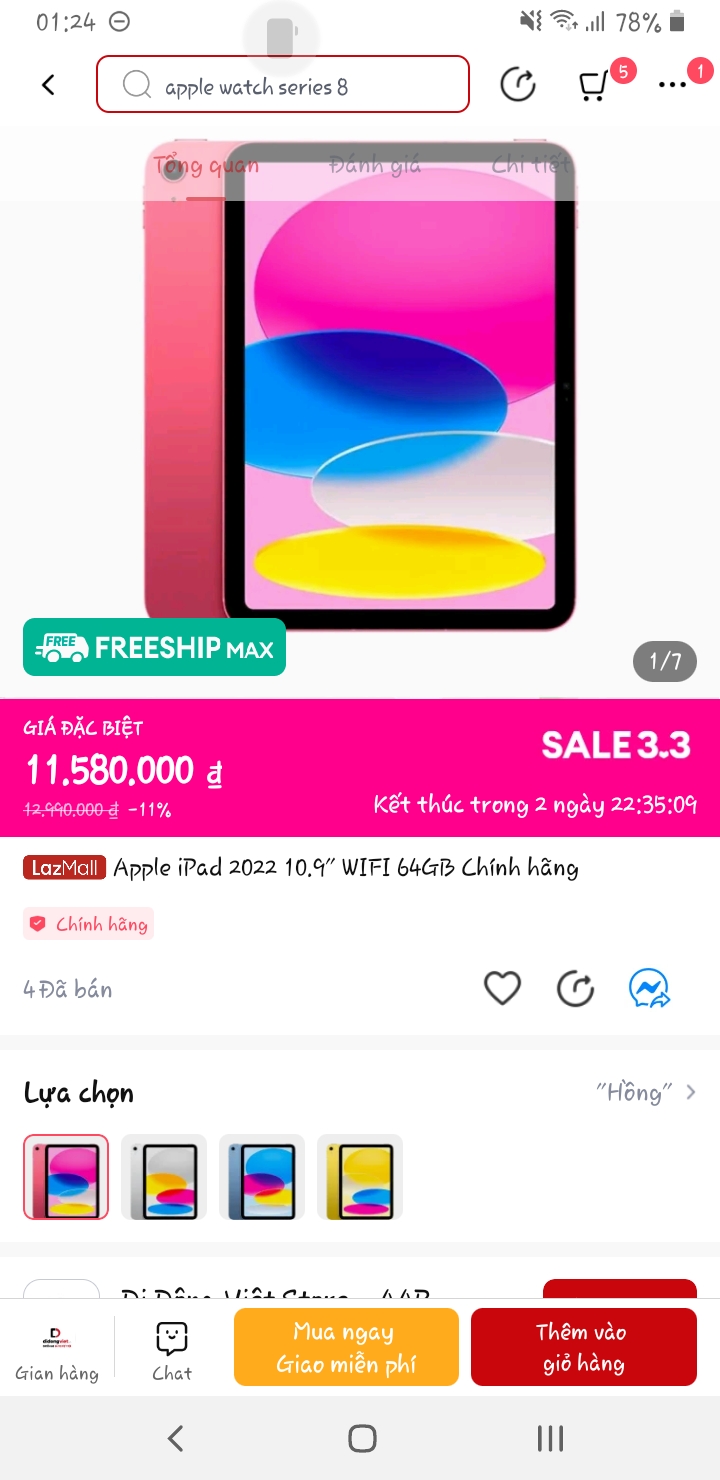 01:24
78%
apple watch series 8
5
1
Tổng quan
Đánh giá
Chi tiết
FREE FREESHIP MAX
1/7
GIÁ ĐẶC BIỆT
SALE 3.3
11.580.000 ₫
12.990.000 ₫ -11%
Kết thúc trong 2 ngày 22:35:09
LazMall Apple iPad 2022 10.9” WIFI 64GB Chính hãng
Chính hãng
4 Đã bán
Lựa chọn
"Hồng"
Di Động Việt Store
Gian hàng
Chat
Mua ngay
Giao miễn phí
Thêm vào
giỏ hàng